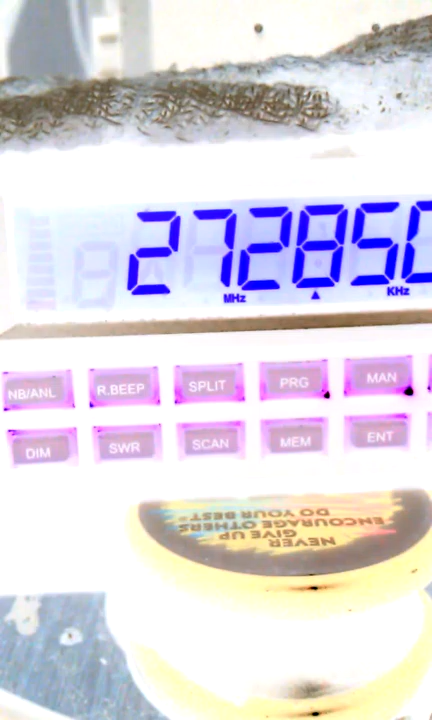 272850
MHz ▲ KHz
NB/ANL R.BEEP SPLIT PRG MAN
DIM SWR SCAN MEM ENT
NEVER
GIVE UP
ENCOURAGE OTHERS
DO YOUR BEST